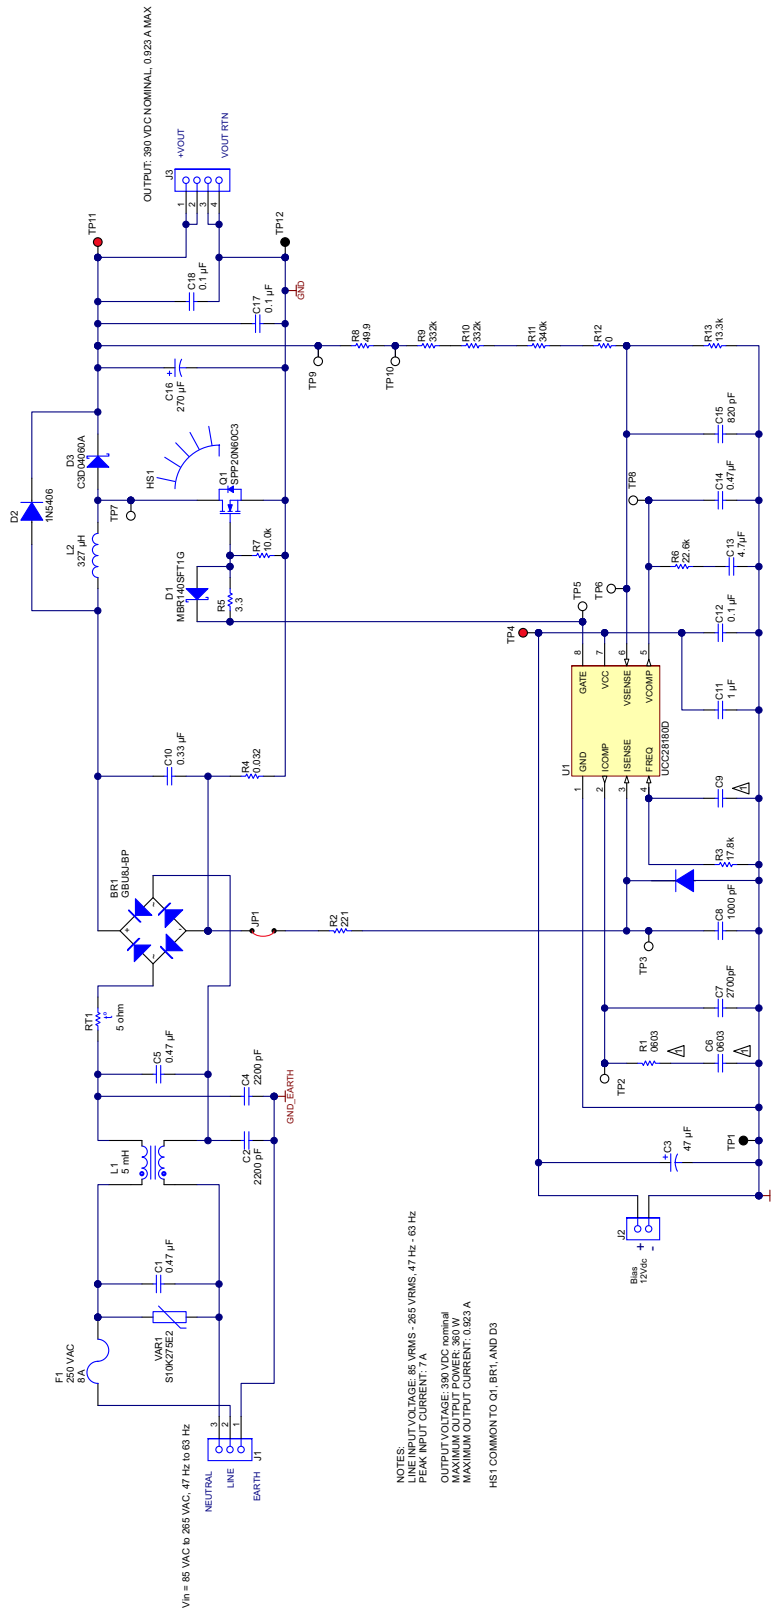 Vin = 85 VAC to 265 VAC, 47 Hz to 63 Hz
NEUTRAL
LINE
EARTH
3
2
1
J1
F1
250 VAC
8 A
VAR1
S10K275E2
C1
0.47 µF
L1
5 mH
C2
2200 pF
C4
2200 pF
GND_EARTH
C5
0.47 µF
RT1
t°
5 ohm
BR1
GBU8J-BP
+
~
~
-
JP1
R2
221
C10
0.33 µF
R4
0.032
D2
1N5406
L2
327 µH
D3
C3D04060A
TP7
HS1
Q1
SPP20N60C3
D1
MBR140SFT1G
R5
3.3
R7
10.0k
C16
270 µF
+
C17
0.1 µF
C18
0.1 µF
GND
TP11
TP12
J3
1
2
3
4
+VOUT
VOUT RTN
OUTPUT: 390 VDC NOMINAL, 0.923 A MAX
TP9
R8
49.9
TP10
R9
332k
R10
332k
R11
340k
R12
0
R13
13.3k
TP4
TP5
TP6
TP8
U1
UCC28180D
1
GND
2
ICOMP
3
ISENSE
4
FREQ
8
GATE
7
VCC
6
VSENSE
5
VCOMP
C15
820 pF
C14
0.47µF
R6
22.6k
C13
4.7µF
C12
0.1 µF
C11
1 µF
C9
1
R3
17.8k
C8
1000 pF
TP3
C7
2700pF
R1
0603
1
C6
0603
1
TP2
TP1
C3
47 µF
+
J2
+
-
Bias
12Vdc
NOTES:
LINE INPUT VOLTAGE: 85 VRMS - 265 VRMS, 47 Hz - 63 Hz
PEAK INPUT CURRENT: 7 A
OUTPUT VOLTAGE: 390 VDC nominal
MAXIMUM OUTPUT POWER: 360 W
MAXIMUM OUTPUT CURRENT: 0.923 A
HS1 COMMON TO Q1, BR1, AND D3